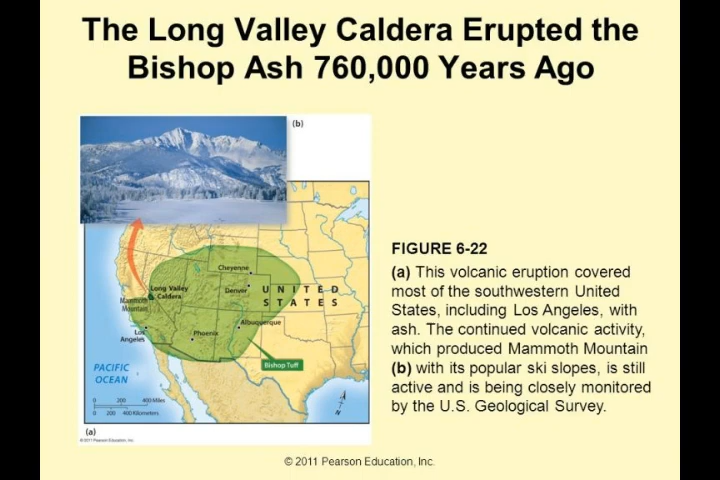 The Long Valley Caldera Erupted the
Bishop Ash 760,000 Years Ago
(b)
Cheyenne
Long Valley
Caldera
Denver
UNITED
STATES
Mammoth
Mountain
Albuquerque
Los
Angeles
Phoenix
Bishop Tuff
PACIFIC
OCEAN
0 200 400 Miles
0 200 400 Kilometers
N
(a)
© 2011 Pearson Education, Inc.
FIGURE 6-22
(a) This volcanic eruption covered
most of the southwestern United
States, including Los Angeles, with
ash. The continued volcanic activity,
which produced Mammoth Mountain
(b) with its popular ski slopes, is still
active and is being closely monitored
by the U.S. Geological Survey.
© 2011 Pearson Education, Inc.